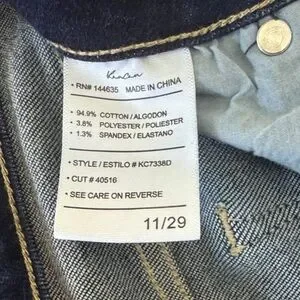 KanCan
• RN# 144635 MADE IN CHINA
• 94.9% COTTON / ALGODON
• 3.8% POLYESTER / POLIESTER
• 1.3% SPANDEX / ELASTANO
• STYLE / ESTILO # KC7338D
• CUT # 40516
• SEE CARE ON REVERSE
11/29